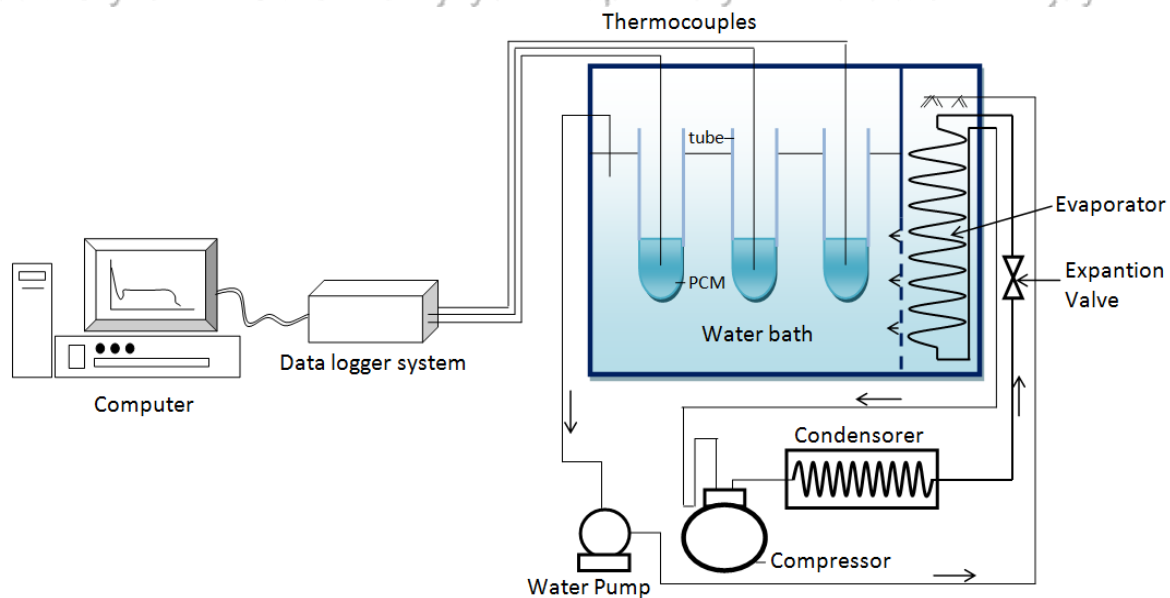 Thermocouples
tube
Evaporator
PCM
Expantion
Valve
Water bath
Data logger system
Computer
Condensorer
Compressor
Water Pump